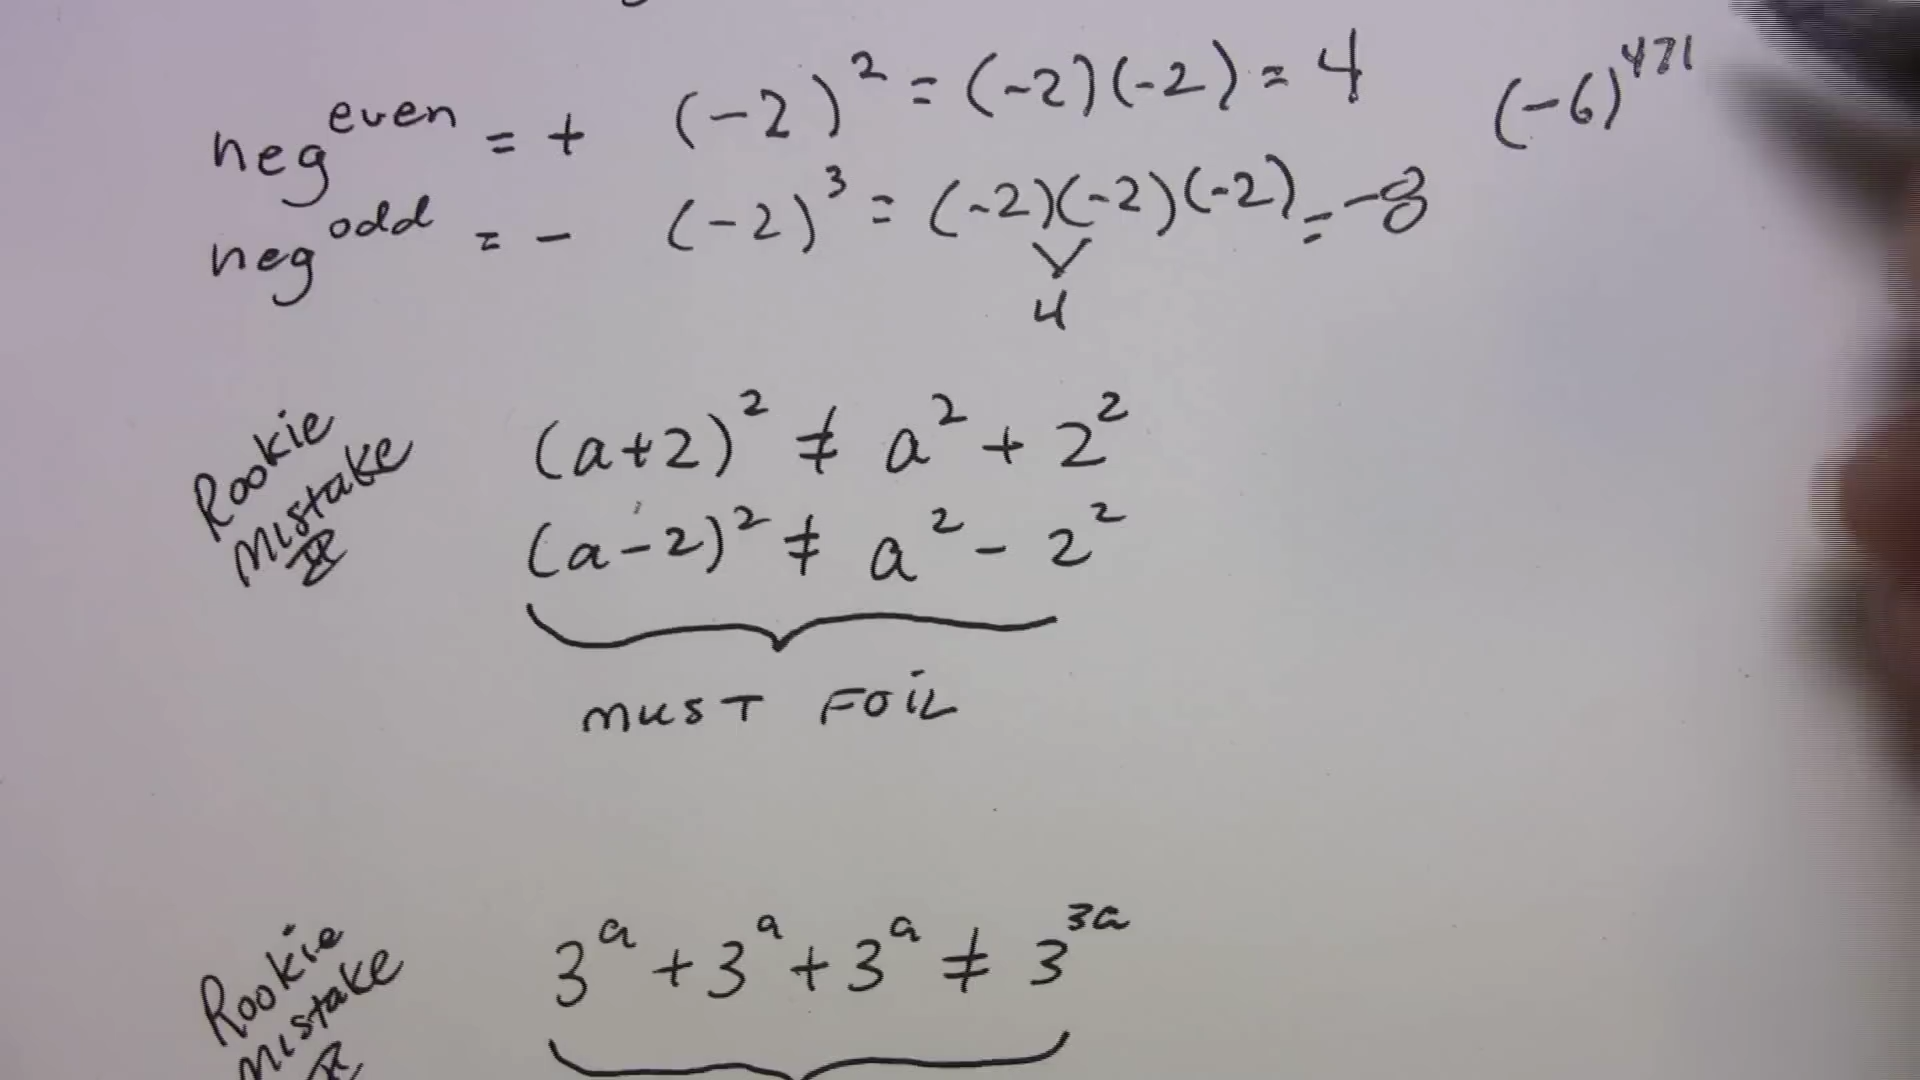 neg^even = + (-2)^2 = (-2)(-2) = 4 (-6)^471
neg^odd = - (-2)^3 = (-2)(-2)(-2) = -8
4
Rookie
Mistake
(a+2)^2 ≠ a^2 + 2^2
(a-2)^2 ≠ a^2 - 2^2
MUST FOIL
Rookie
Mistake
3^a + 3^a + 3^a ≠ 3^3a